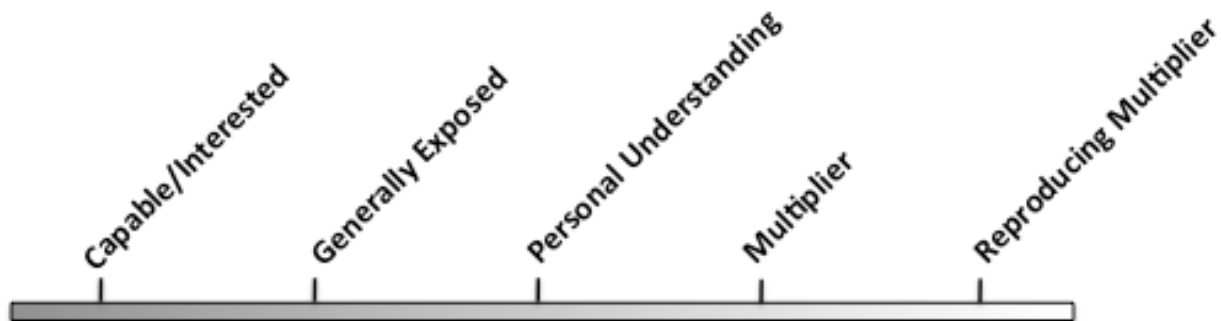 Capable/Interested
Generally Exposed
Personal Understanding
Multiplier
Reproducing Multiplier